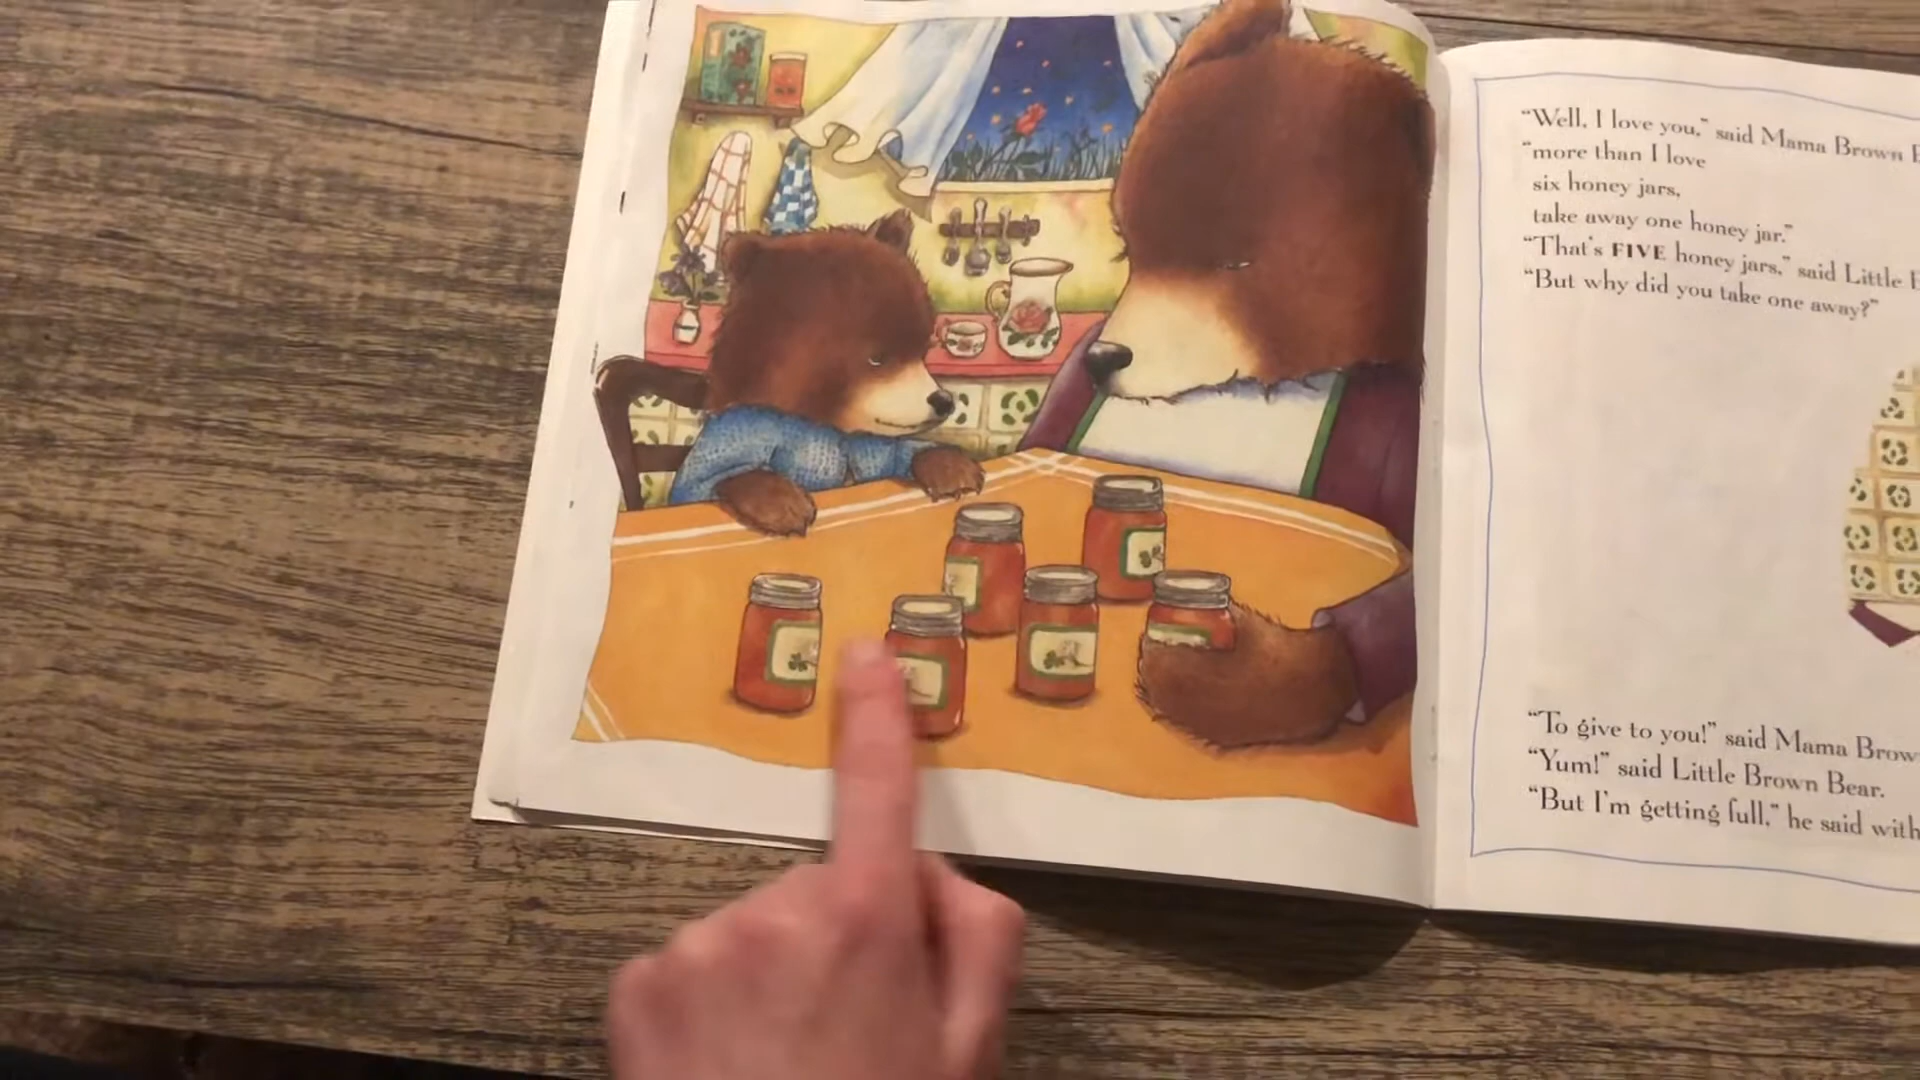 “Well, I love you,” said Mama Brown
“more than I love
six honey jars,
take away one honey jar.”
“That's FIVE honey jars,” said Little
“But why did you take one away?”
“To give to you!” said Mama Brow
“Yum!” said Little Brown Bear.
“But I'm getting full,” he said with